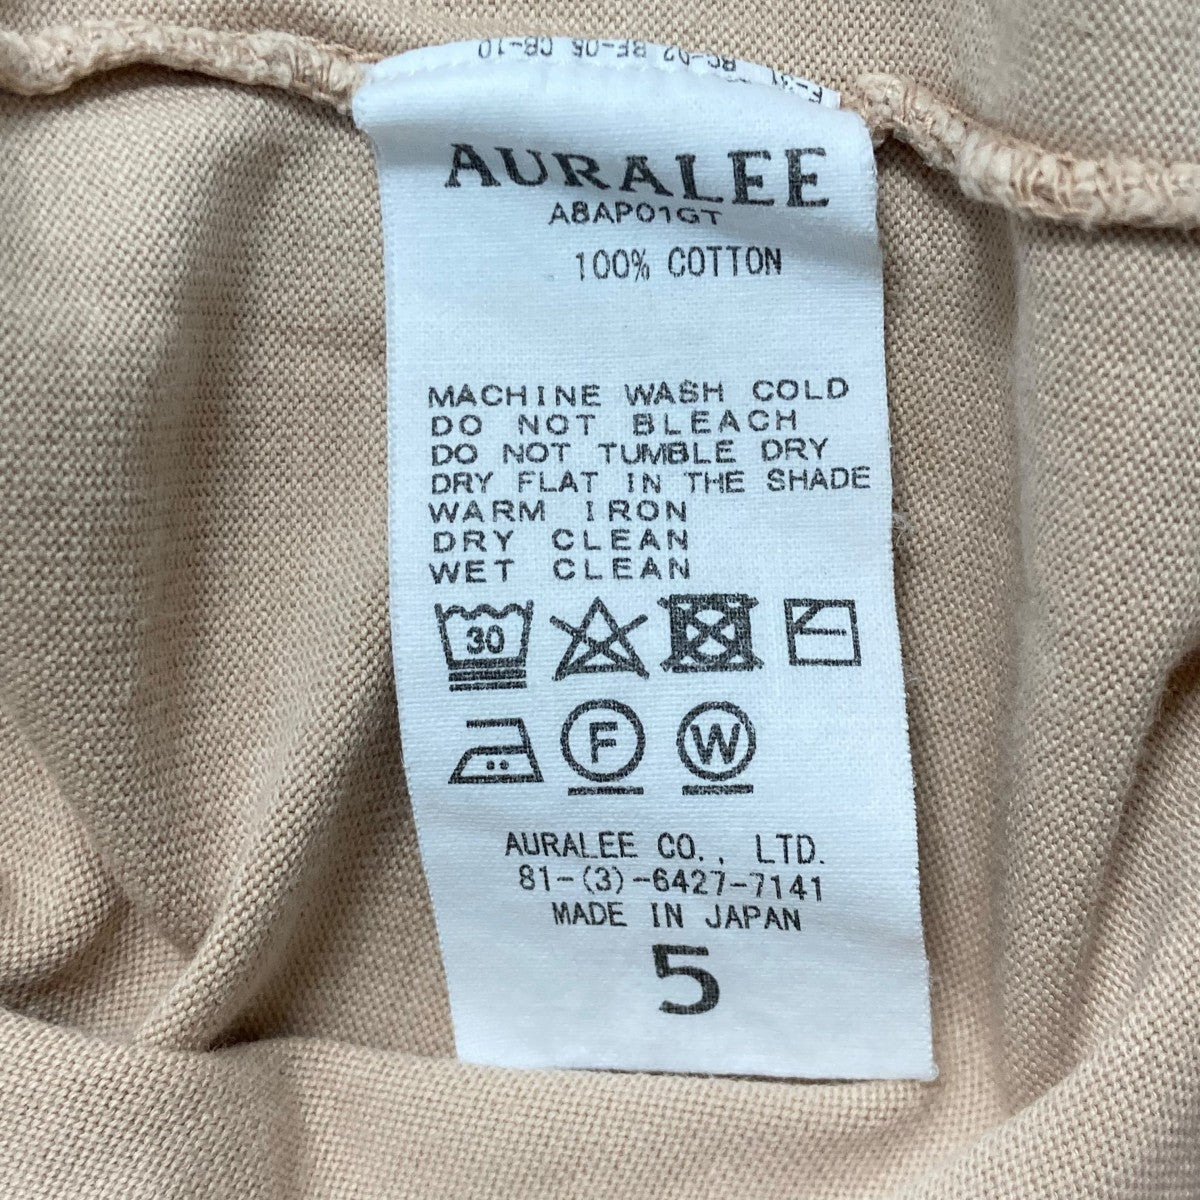 AURALEE
A8AP01GT
100% COTTON
MACHINE WASH COLD
DO NOT BLEACH
DO NOT TUMBLE DRY
DRY FLAT IN THE SHADE
WARM IRON
DRY CLEAN
WET CLEAN
30
F
W
AURALEE CO., LTD.
81-(3)-6427-7141
MADE IN JAPAN
5